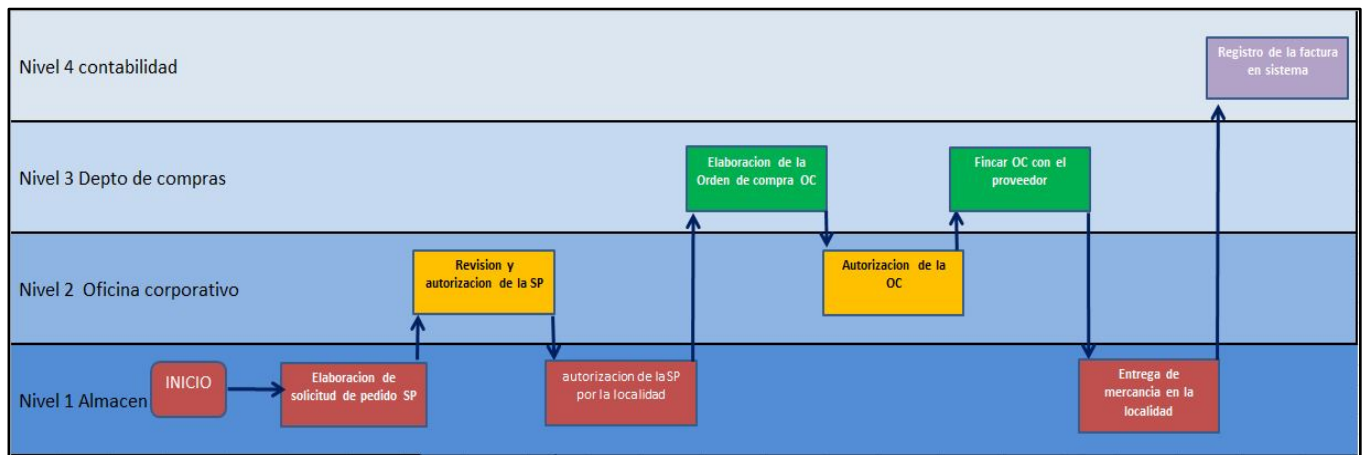 Nivel 4 contabilidad
Registro de la factura
en sistema
Nivel 3 Depto de compras
Elaboracion de la
Orden de compra OC
Fincar OC con el
proveedor
Nivel 2 Oficina corporativo
Revision y
autorizacion de la SP
Autorizacion de la
OC
Nivel 1 Almacen
INICIO
Elaboracion de
solicitud de pedido SP
autorizacion de la SP
por la localidad
Entrega de
mercancia en la
localidad